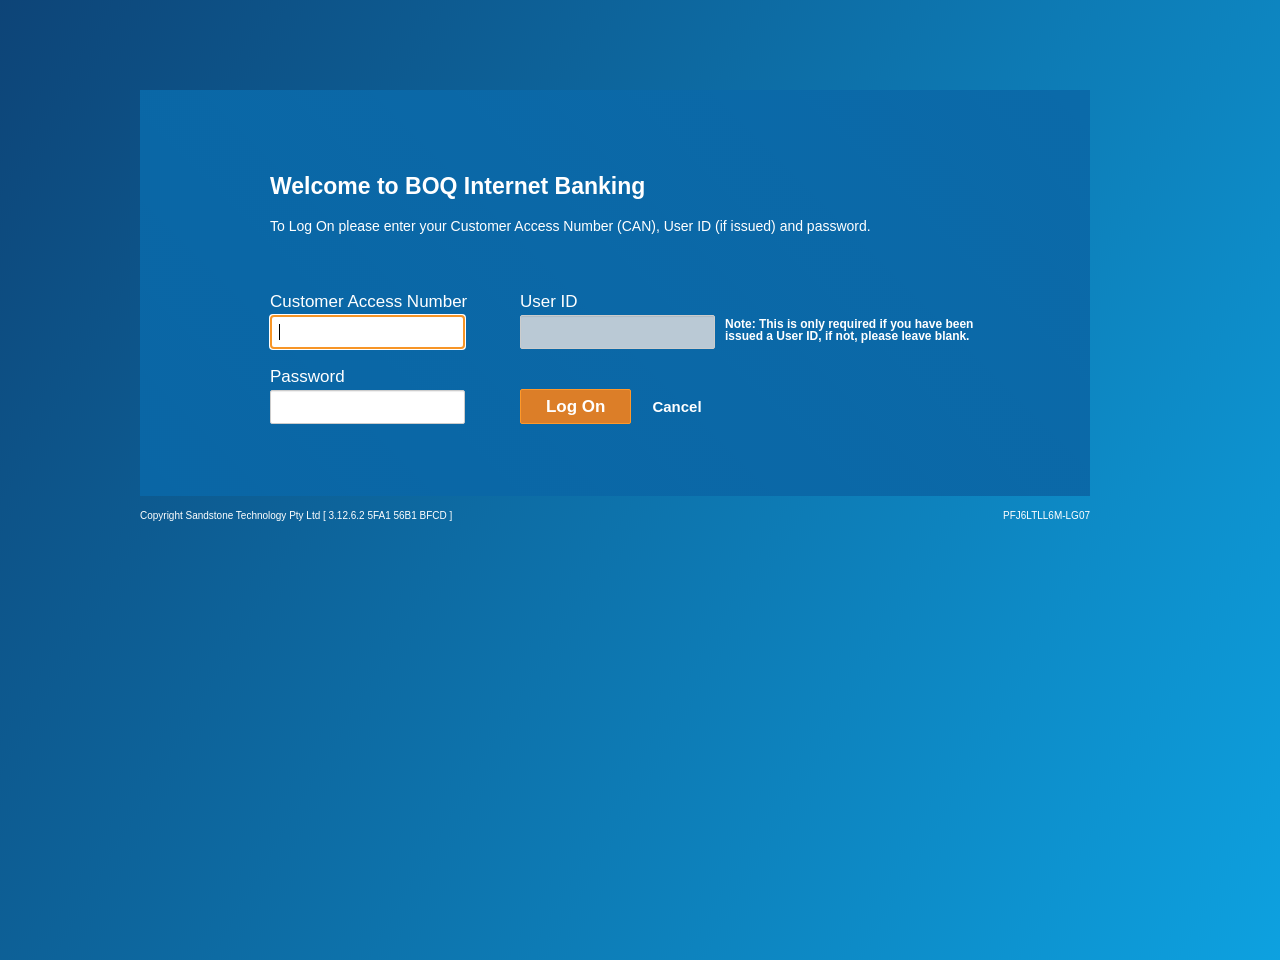 Welcome to BOQ Internet Banking
To Log On please enter your Customer Access Number (CAN), User ID (if issued) and password.
Customer Access Number
User ID
Note: This is only required if you have been
issued a User ID, if not, please leave blank.
Password
Log On
Cancel
Copyright Sandstone Technology Pty Ltd [ 3.12.6.2 5FA1 56B1 BFCD ]
PFJ6LTLL6M-LG07